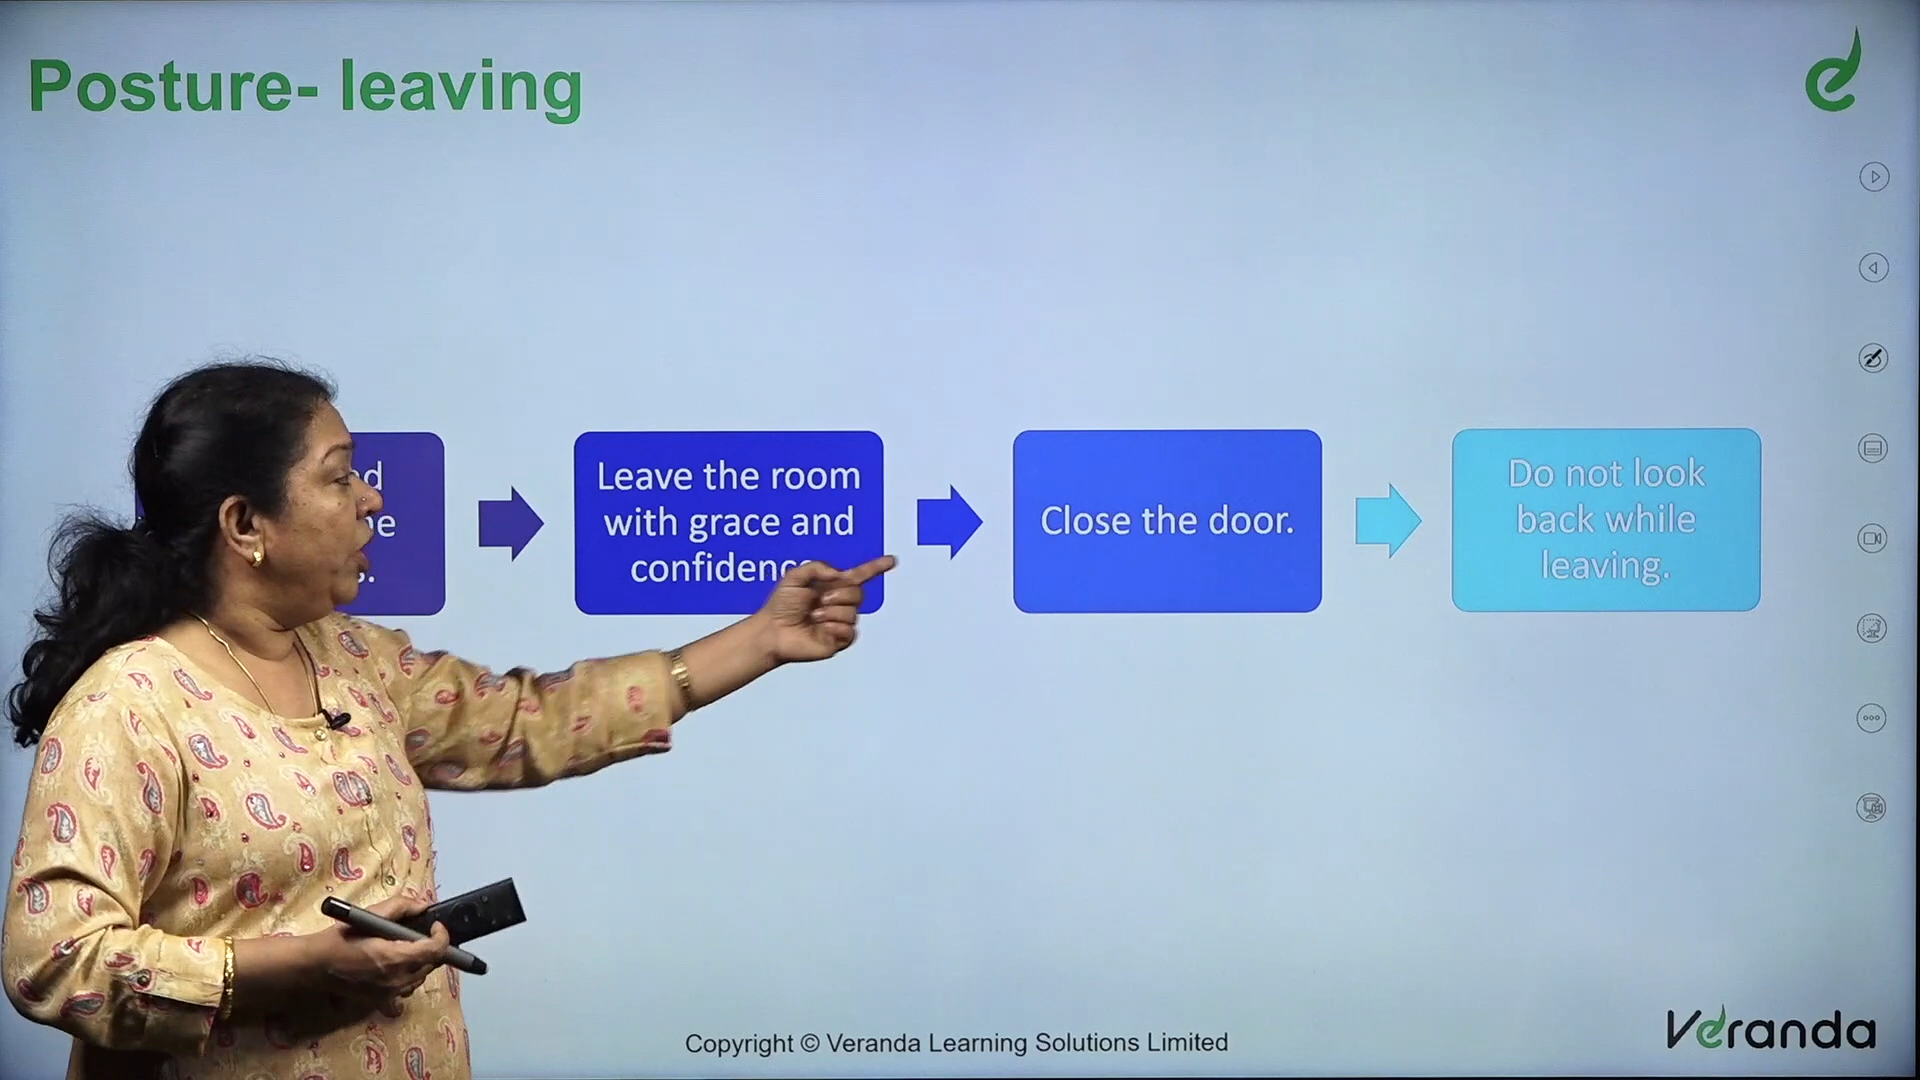 Posture- leaving
Leave the room
with grace and
Close the door.
Do not look
back while
leaving.
Copyright © Veranda Learning Solutions Limited
Veranda